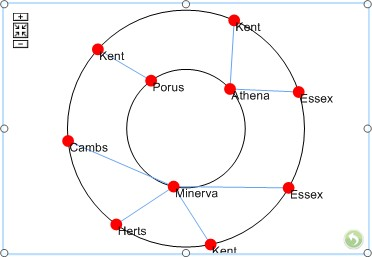 Kent
Kent
Porus
Athena
Essex
Cambs
Minerva
Essex
Herts
Kent